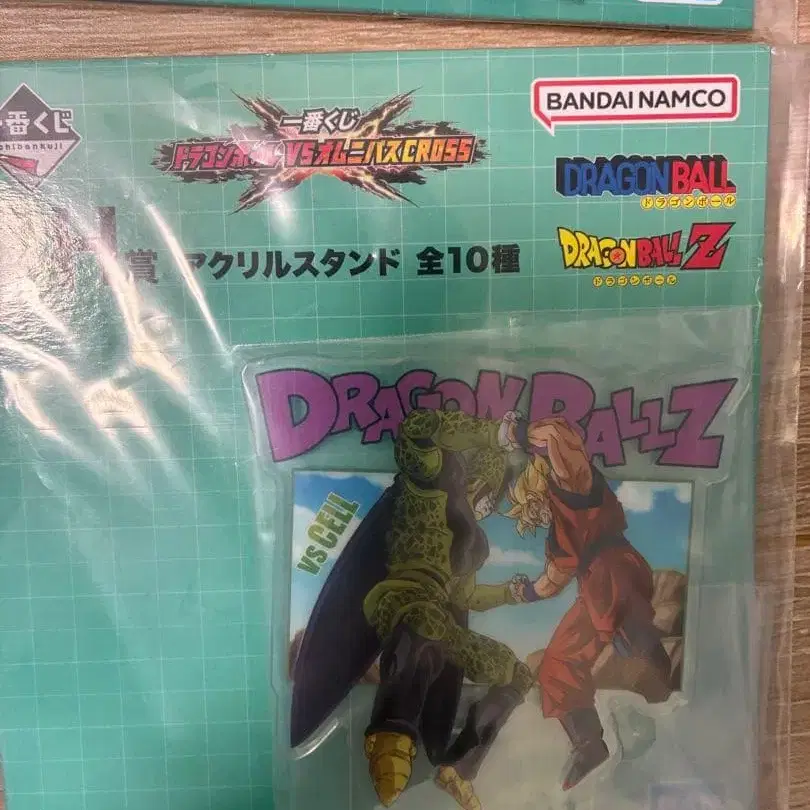 一番くじ
ichibanKuji
一番くじ
ドラゴンボール VSオムニバスCROSS
BANDAI NAMCO
DRAGON BALL
ドラゴンボール
DRAGON BALL Z
ドラゴンボール
H賞 アクリルスタンド 全10種
DRAGON BALL Z
VS CELL